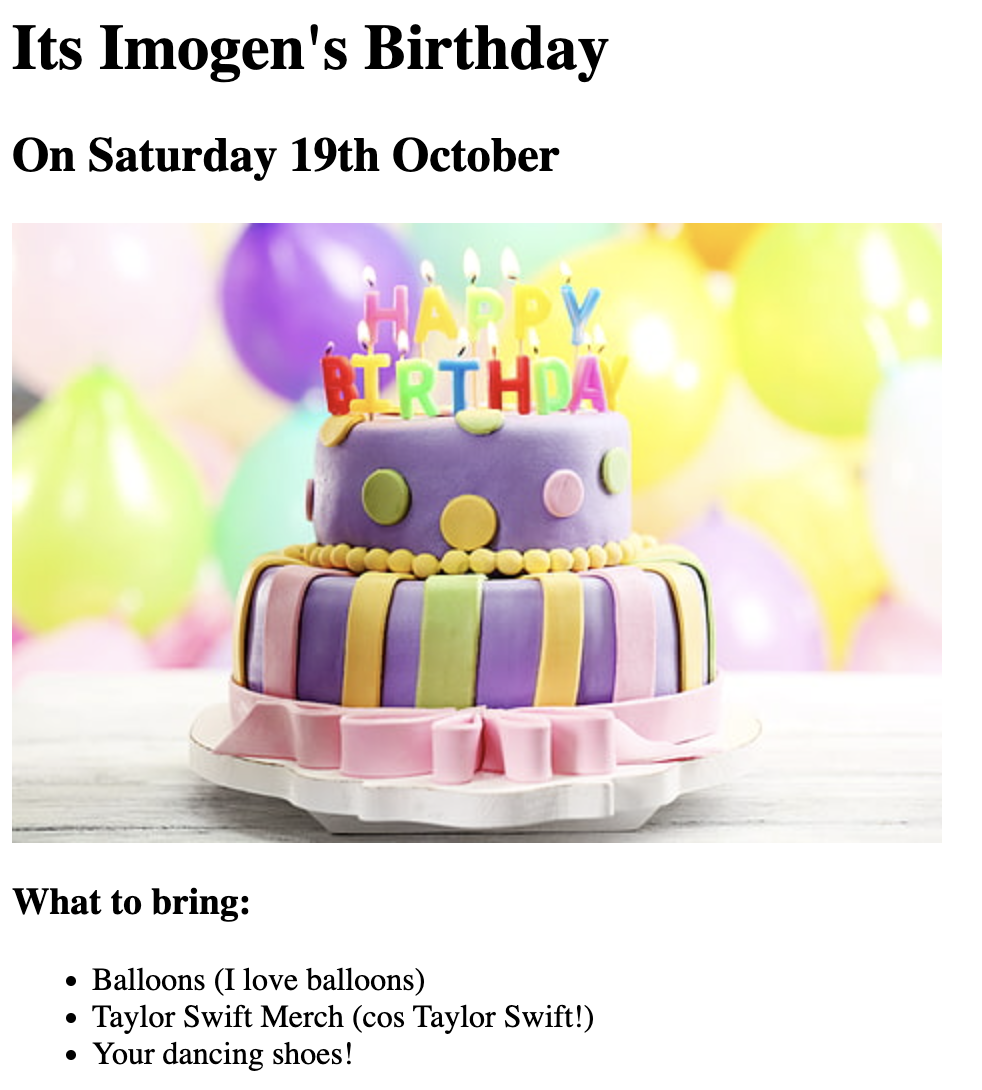 Its Imogen's Birthday
On Saturday 19th October
HAPPY
BIRTHDAY
What to bring:
Balloons (I love balloons)
Taylor Swift Merch (cos Taylor Swift!)
Your dancing shoes!